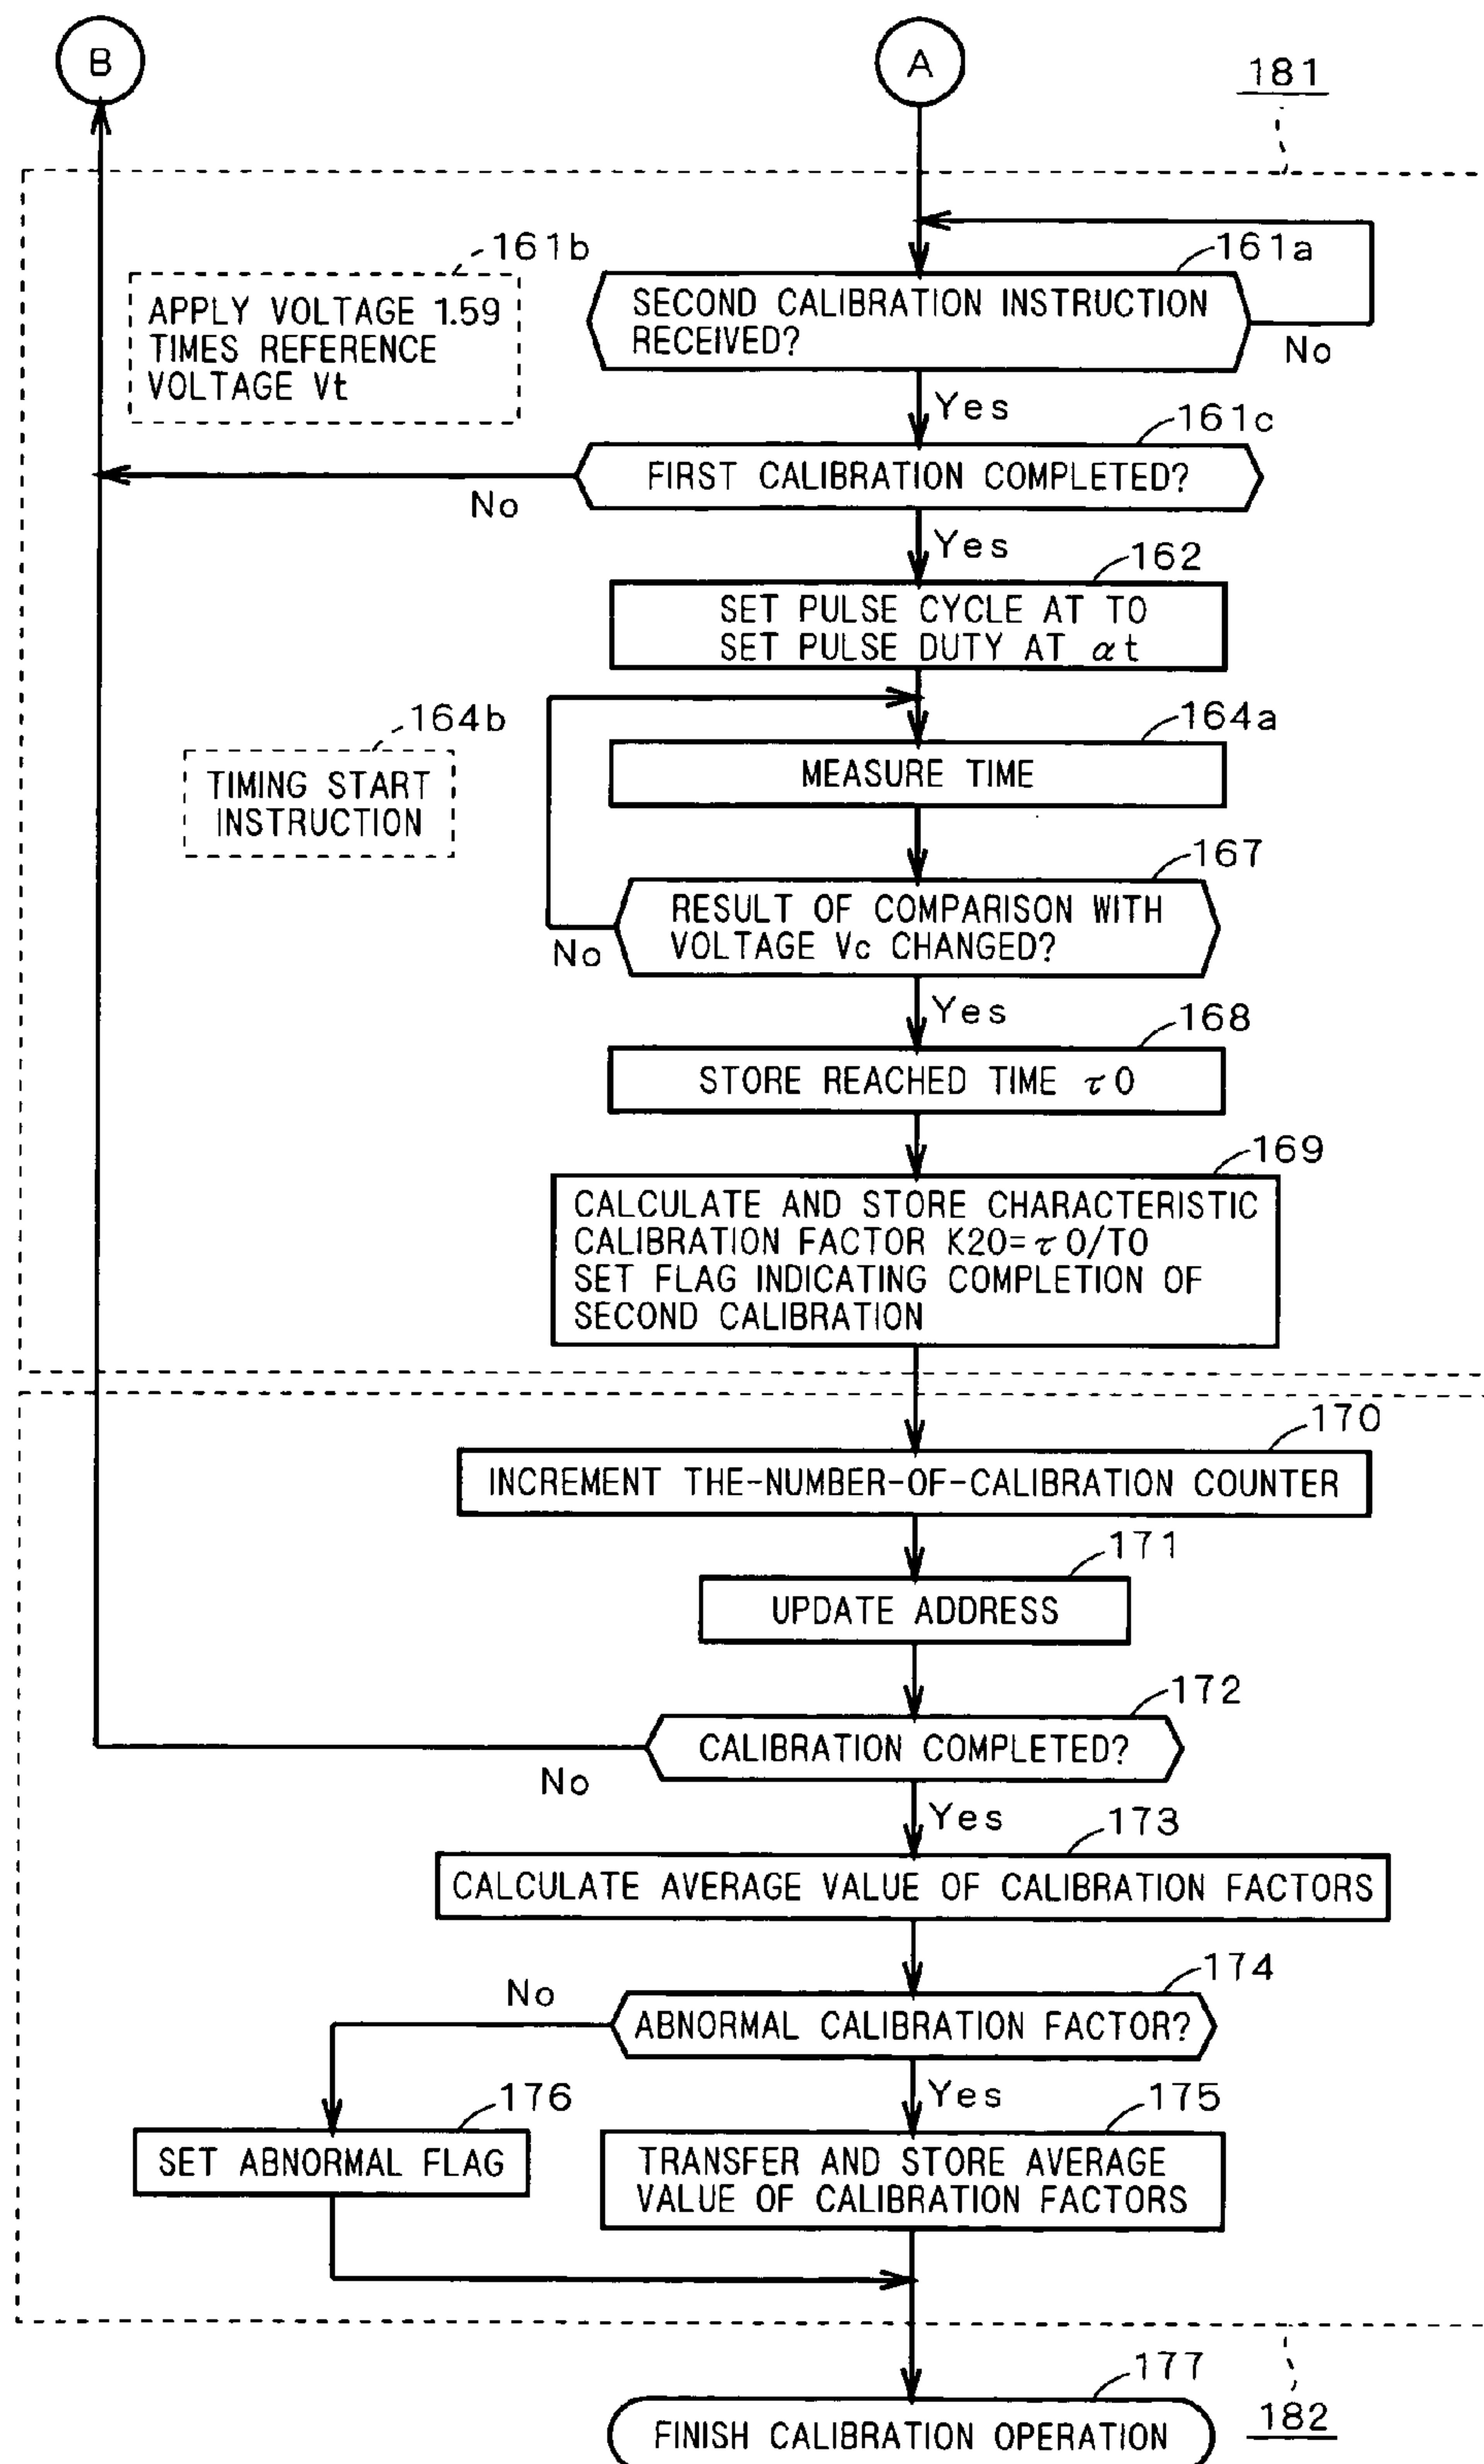 B
A
181
161b
161a
APPLY VOLTAGE 1.59
TIMES REFERENCE
VOLTAGE Vt
SECOND CALIBRATION INSTRUCTION
RECEIVED?
No
Yes
161c
FIRST CALIBRATION COMPLETED?
No
Yes
162
SET PULSE CYCLE AT T0
SET PULSE DUTY AT αt
164b
164a
TIMING START
INSTRUCTION
MEASURE TIME
167
RESULT OF COMPARISON WITH
VOLTAGE Vc CHANGED?
No
Yes
168
STORE REACHED TIME τ0
169
CALCULATE AND STORE CHARACTERISTIC
CALIBRATION FACTOR K20=τ0/T0
SET FLAG INDICATING COMPLETION OF
SECOND CALIBRATION
170
INCREMENT THE-NUMBER-OF-CALIBRATION COUNTER
171
UPDATE ADDRESS
172
CALIBRATION COMPLETED?
No
Yes
173
CALCULATE AVERAGE VALUE OF CALIBRATION FACTORS
174
No
ABNORMAL CALIBRATION FACTOR?
Yes
176
175
SET ABNORMAL FLAG
TRANSFER AND STORE AVERAGE
VALUE OF CALIBRATION FACTORS
177
FINISH CALIBRATION OPERATION
182